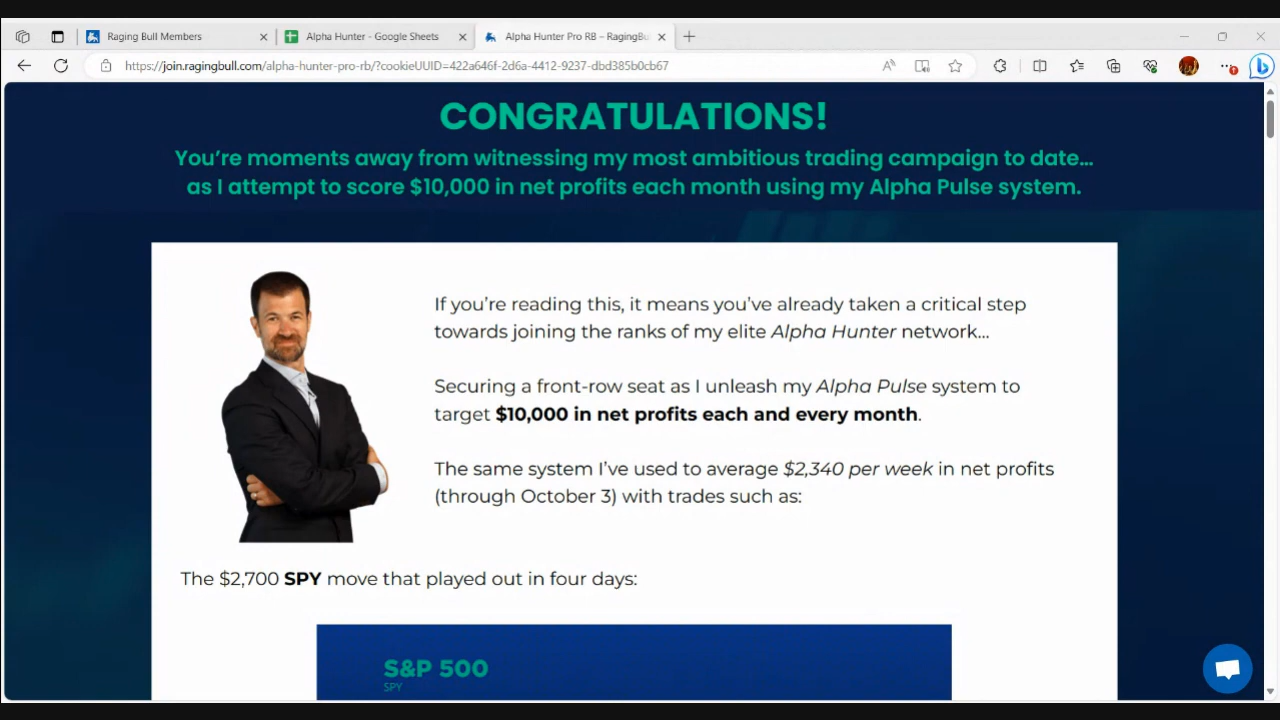 Raging Bull Members
Alpha Hunter - Google Sheets
Alpha Hunter Pro RB – RagingBu
https://join.ragingbull.com/alpha-hunter-pro-rb/?cookieUUID=422a646f-2d6a-4412-9237-dbd385b0cb67
CONGRATULATIONS!
You’re moments away from witnessing my most ambitious trading campaign to date…
as I attempt to score $10,000 in net profits each month using my Alpha Pulse system.
If you’re reading this, it means you’ve already taken a critical step
towards joining the ranks of my elite Alpha Hunter network…
Securing a front-row seat as I unleash my Alpha Pulse system to
target $10,000 in net profits each and every month.
The same system I’ve used to average $2,340 per week in net profits
(through October 3) with trades such as:
The $2,700 SPY move that played out in four days:
S&P 500
SPY